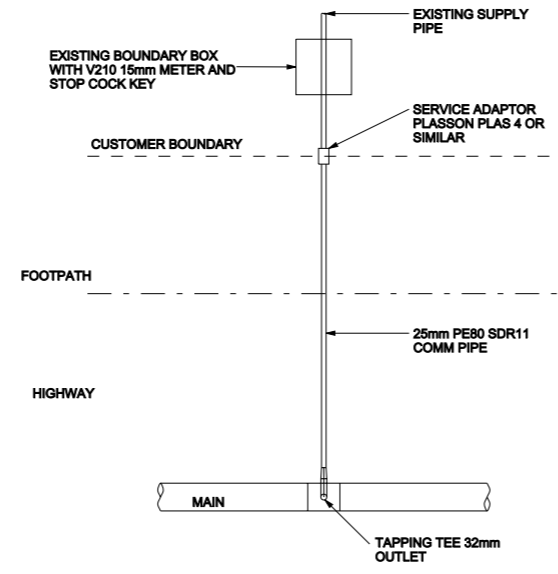 EXISTING SUPPLY
PIPE
EXISTING BOUNDARY BOX
WITH V210 15mm METER AND
STOP COCK KEY
SERVICE ADAPTOR
PLASSON PLAS 4 OR
SIMILAR
CUSTOMER BOUNDARY
FOOTPATH
25mm PE80 SDR11
COMM PIPE
HIGHWAY
MAIN
TAPPING TEE 32mm
OUTLET